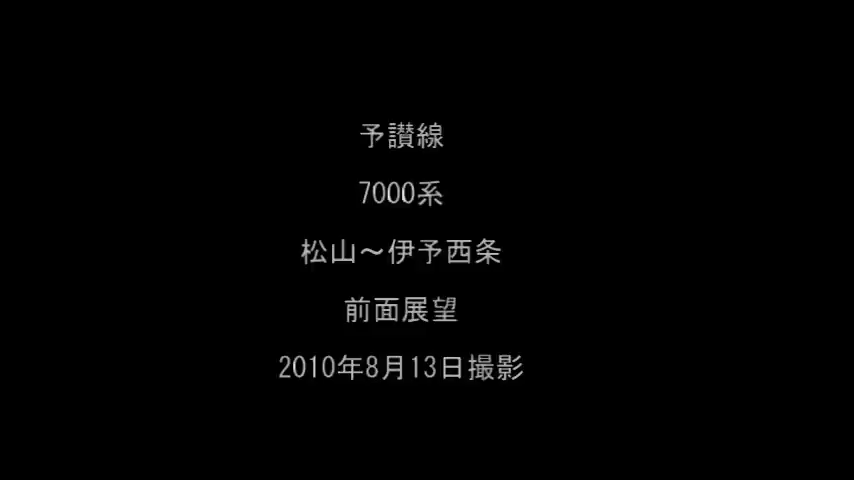 予讃線
7000系
松山～伊予西条
前面展望
2010年8月13日撮影